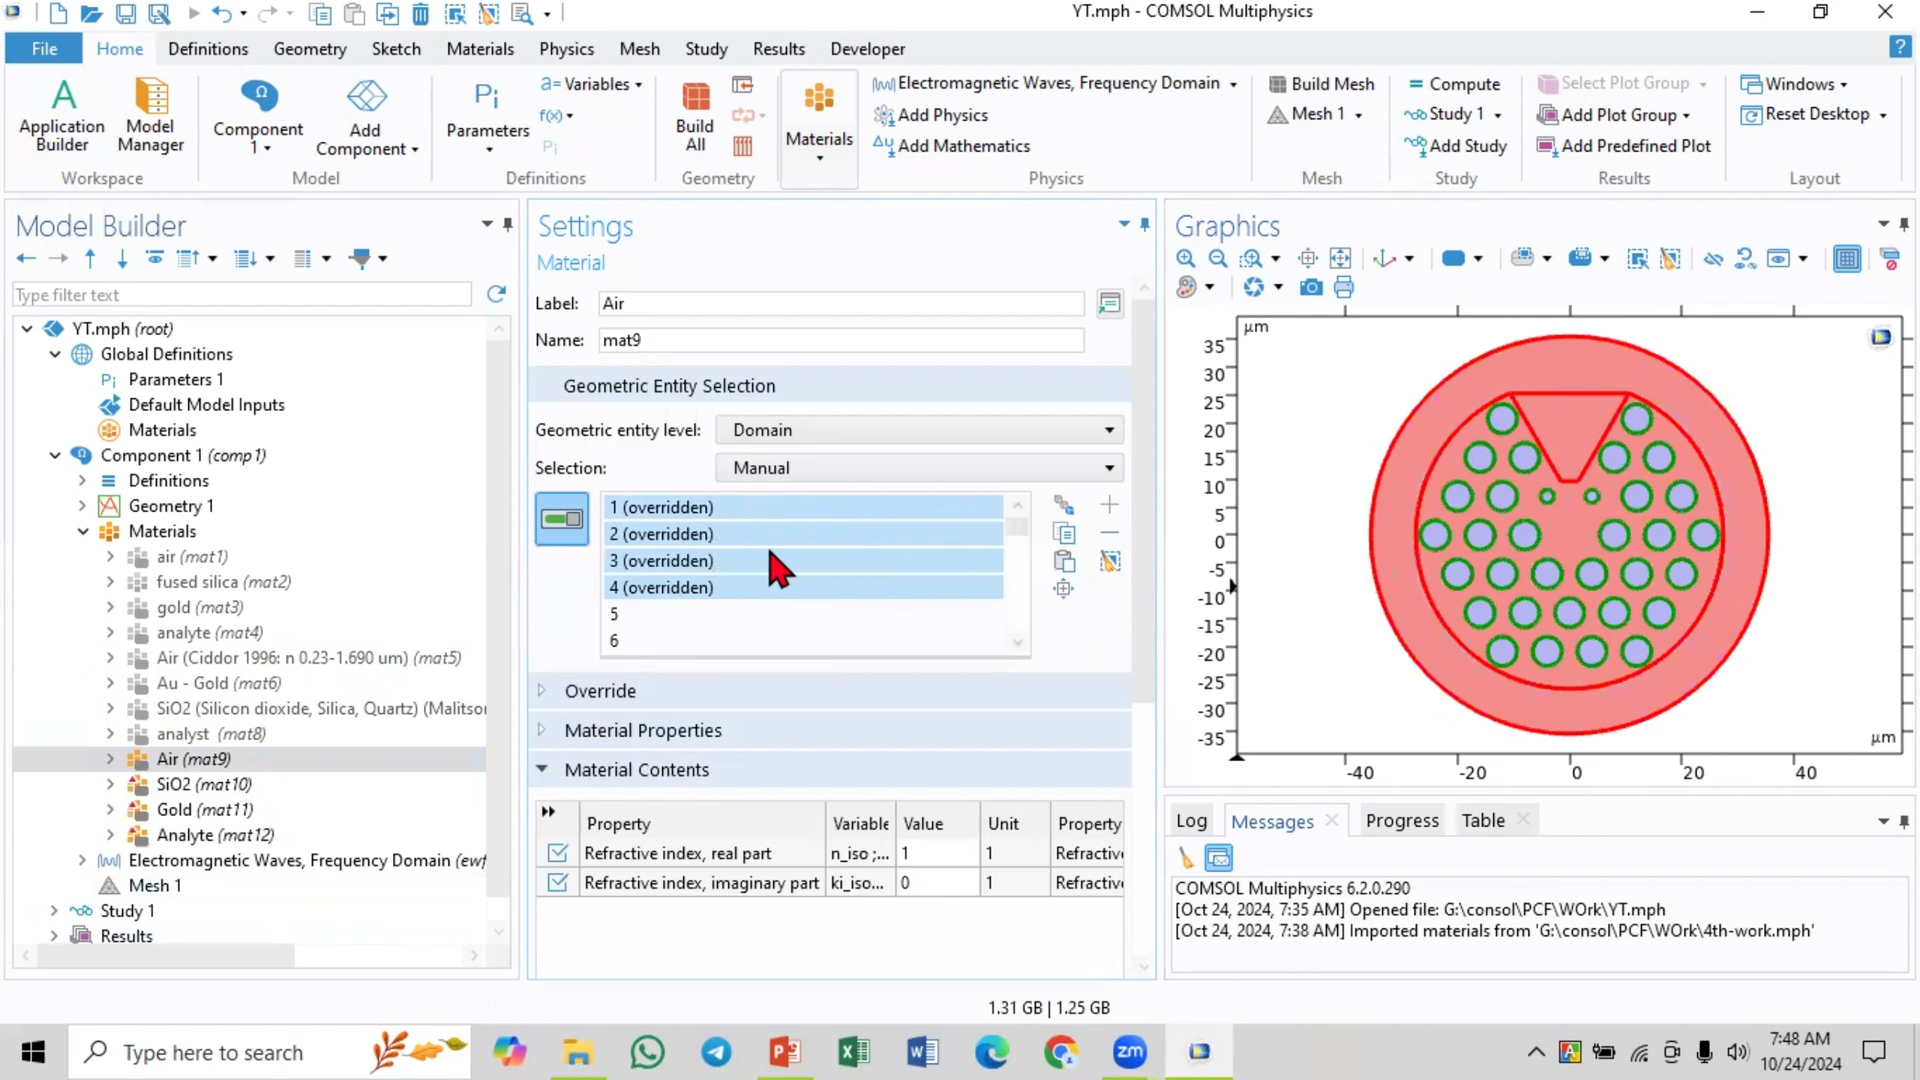 YT.mph - COMSOL Multiphysics
File
Home
Definitions
Geometry
Sketch
Materials
Physics
Mesh
Study
Results
Developer
Application Builder
Model Manager
Workspace
Component 1
Add Component
Model
Parameters
a= Variables
f(x)
Pi
Definitions
Build All
Geometry
Materials
Electromagnetic Waves, Frequency Domain
Add Physics
Add Mathematics
Physics
Build Mesh
Mesh 1
Mesh
Compute
Study 1
Add Study
Study
Select Plot Group
Add Plot Group
Add Predefined Plot
Results
Windows
Reset Desktop
Layout
Model Builder
Type filter text
YT.mph (root)
Global Definitions
Pi Parameters 1
Default Model Inputs
Materials
Component 1 (comp1)
Definitions
Geometry 1
Materials
air (mat1)
fused silica (mat2)
gold (mat3)
analyte (mat4)
Air (Ciddor 1996: n 0.23-1.690 um) (mat5)
Au - Gold (mat6)
SiO2 (Silicon dioxide, Silica, Quartz) (Malitson
analyst (mat8)
Air (mat9)
SiO2 (mat10)
Gold (mat11)
Analyte (mat12)
Electromagnetic Waves, Frequency Domain (ewf
Mesh 1
Study 1
Results
Settings
Material
Label: Air
Name: mat9
Geometric Entity Selection
Geometric entity level: Domain
Selection: Manual
1 (overridden)
2 (overridden)
3 (overridden)
4 (overridden)
5
6
Override
Material Properties
Material Contents
Property Variable Value Unit Property
Refractive index, real part n_iso ;... 1 1 Refractive
Refractive index, imaginary part ki_iso... 0 1 Refractive
Graphics
µm
35
30
25
20
15
10
5
0
-5
-10
-15
-20
-25
-30
-35
µm
-40 -20 0 20 40
Log
Messages
Progress
Table
COMSOL Multiphysics 6.2.0.290
[Oct 24, 2024, 7:35 AM] Opened file: G:\consol\PCF\WOrk\YT.mph
[Oct 24, 2024, 7:38 AM] Imported materials from 'G:\consol\PCF\WOrk\4th-work.mph'
1.31 GB | 1.25 GB
Type here to search
zm
7:48 AM
10/24/2024